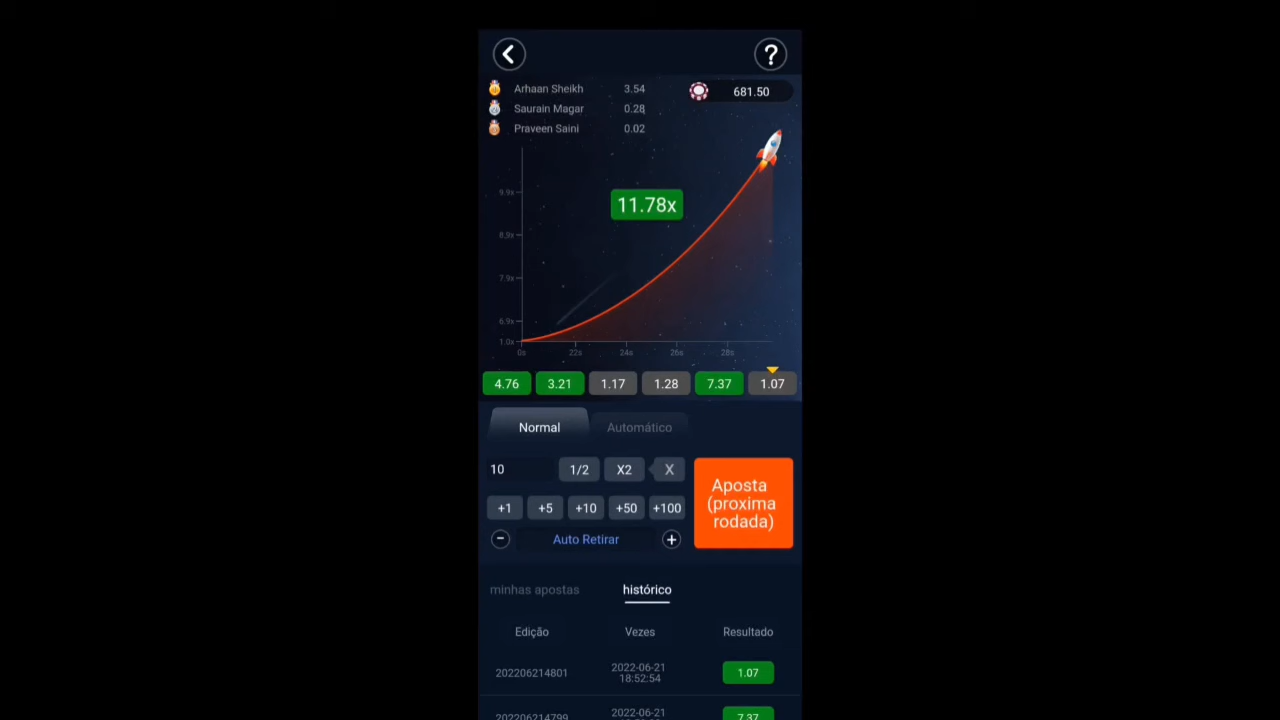 ?
Arhaan Sheikh 3.54
681.50
Saurain Magar 0.28
Praveen Saini 0.02
9.9x
11.78x
8.9x
7.9x
6.9x
1.0x
0s 22s 24s 26s 28s
4.76 3.21 1.17 1.28 7.37 1.07
Normal Automático
10 1/2 X2 X
+1 +5 +10 +50 +100
- Auto Retirar +
Aposta
(proxima
rodada)
minhas apostas histórico
Edição Vezes Resultado
202206214801 2022-06-21 1.07
18:52:54
202206214799 2022-06-21 7.37